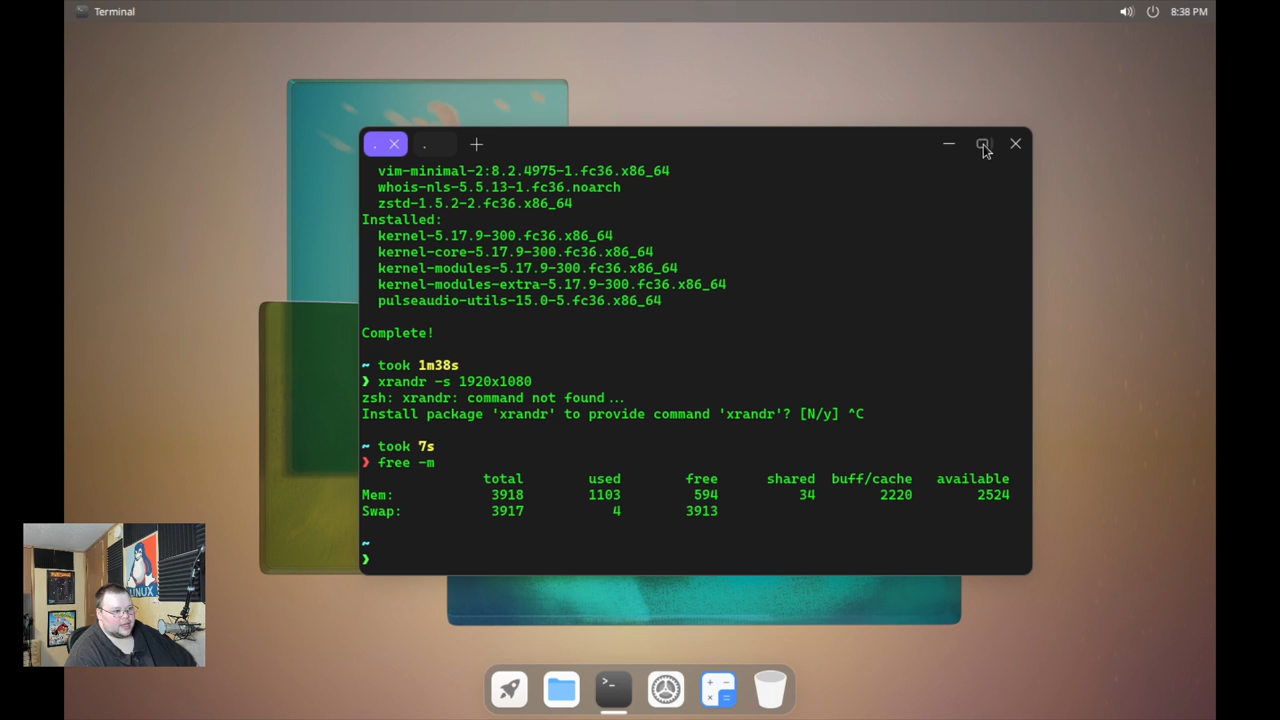 Terminal
8:38 PM
vim-minimal-2:8.2.4975-1.fc36.x86_64
whois-nls-5.5.13-1.fc36.noarch
zstd-1.5.2-2.fc36.x86_64
Installed:
kernel-5.17.9-300.fc36.x86_64
kernel-core-5.17.9-300.fc36.x86_64
kernel-modules-5.17.9-300.fc36.x86_64
kernel-modules-extra-5.17.9-300.fc36.x86_64
pulseaudio-utils-15.0-5.fc36.x86_64
Complete!
~ took 1m38s
❯ xrandr -s 1920x1080
zsh: xrandr: command not found...
Install package 'xrandr' to provide command 'xrandr'? [N/y] ^C
~ took 7s
❯ free -m
total used free shared buff/cache available
Mem: 3918 1103 594 34 2220 2524
Swap: 3917 4 3913
~
❯